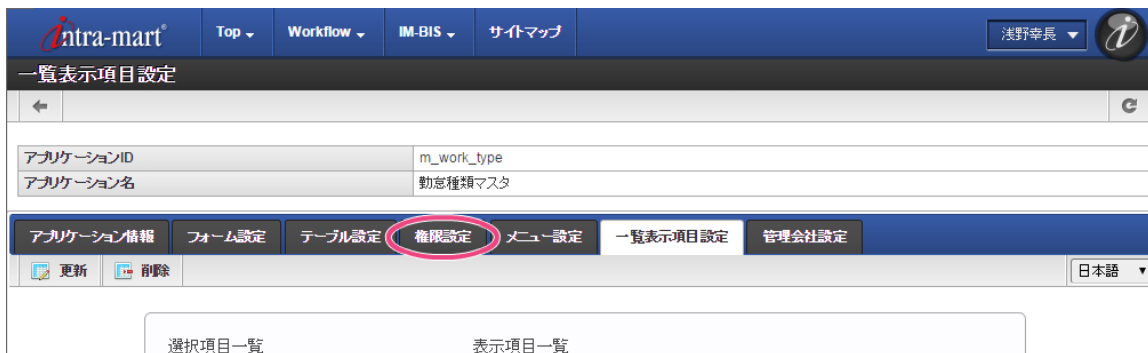 intra-mart® Top Workflow IM-BIS サイトマップ 浅野幸長
一覧表示項目設定
アプリケーションID m_work_type
アプリケーション名 勤怠種類マスタ
アプリケーション情報 フォーム設定 テーブル設定 権限設定 メニュー設定 一覧表示項目設定 管理会社設定
更新 削除 日本語
選択項目一覧 表示項目一覧